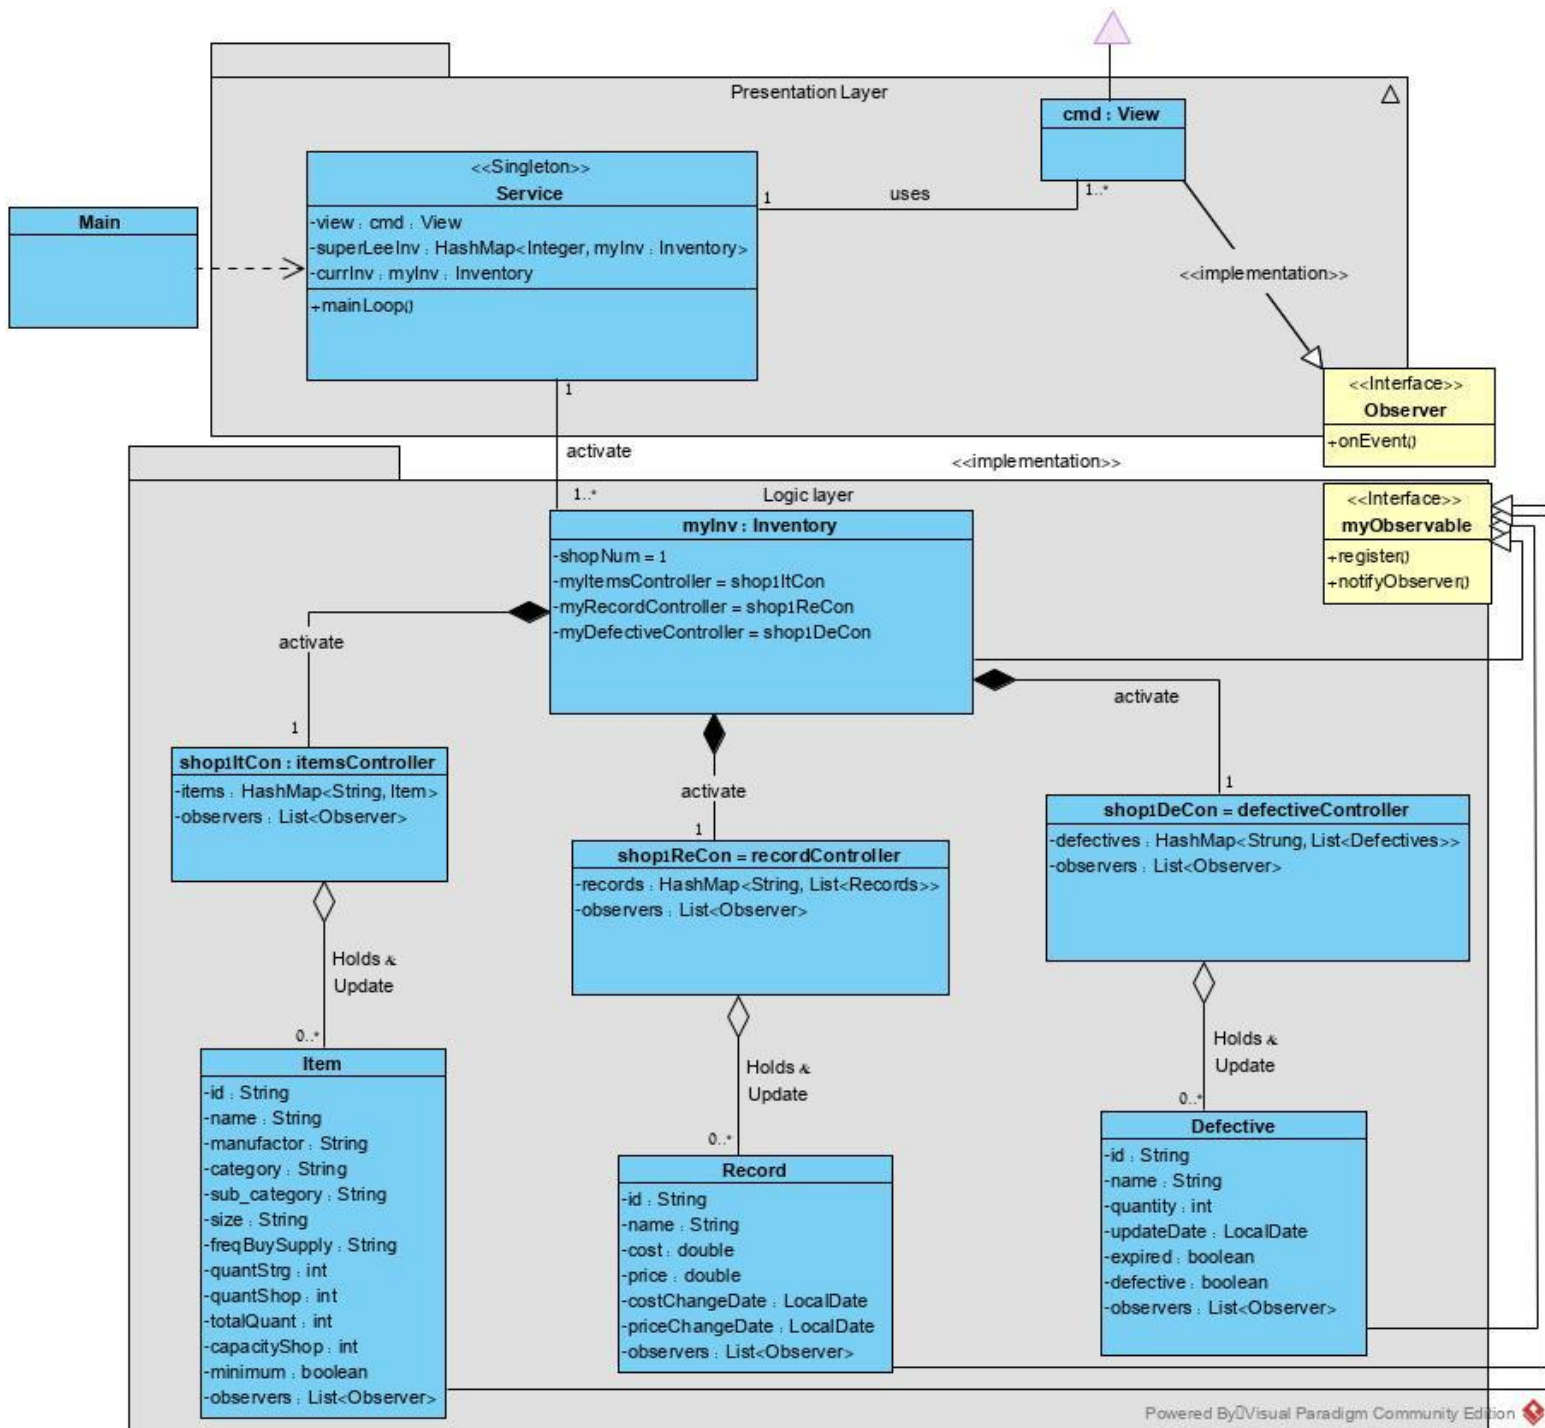 Presentation Layer
cmd : View
<<Singleton>>
Service
-view : cmd : View
-superLeeInv : HashMap<Integer, myInv : Inventory>
-currInv : myInv : Inventory
+mainLoop()
1
uses
1..*
Main
<<implementation>>
<<Interface>>
Observer
+onEvent()
1
activate
1..*
<<implementation>>
Logic layer
<<Interface>>
myObservable
+register()
+notifyObserver()
myInv : Inventory
-shopNum = 1
-myItemsController = shop1ItCon
-myRecordController = shop1ReCon
-myDefectiveController = shop1DeCon
activate
1
activate
1
activate
1
shop1ItCon : itemsController
-items : HashMap<String, Item>
-observers : List<Observer>
shop1ReCon = recordController
-records : HashMap<String, List<Records>>
-observers : List<Observer>
shop1DeCon = defectiveController
-defectives : HashMap<Strung, List<Defectives>>
-observers : List<Observer>
Holds &
Update
0..*
Holds &
Update
0..*
Holds &
Update
0..*
Item
-id : String
-name : String
-manufactor : String
-category : String
-sub_category : String
-size : String
-freqBuySupply : String
-quantStrg : int
-quantShop : int
-totalQuant : int
-capacityShop : int
-minimum : boolean
-observers : List<Observer>
Record
-id : String
-name : String
-cost : double
-price : double
-costChangeDate : LocalDate
-priceChangeDate : LocalDate
-observers : List<Observer>
Defective
-id : String
-name : String
-quantity : int
-updateDate : LocalDate
-expired : boolean
-defective : boolean
-observers : List<Observer>
Powered By Visual Paradigm Community Edition